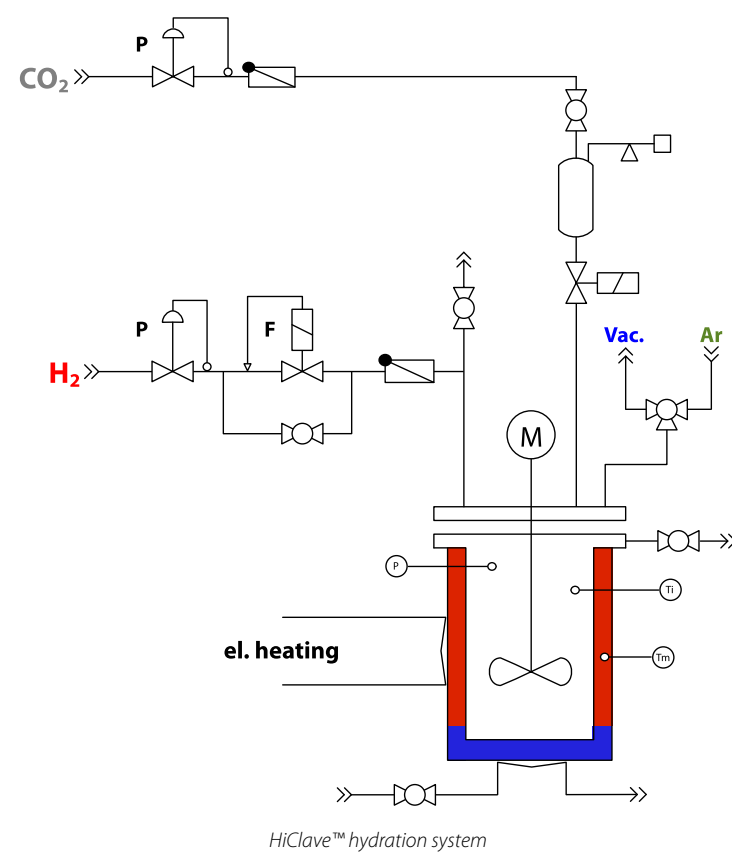 P
CO₂
P
F
Vac.
Ar
H₂
M
P
Ti
el. heating
Tm
HiClave™ hydration system